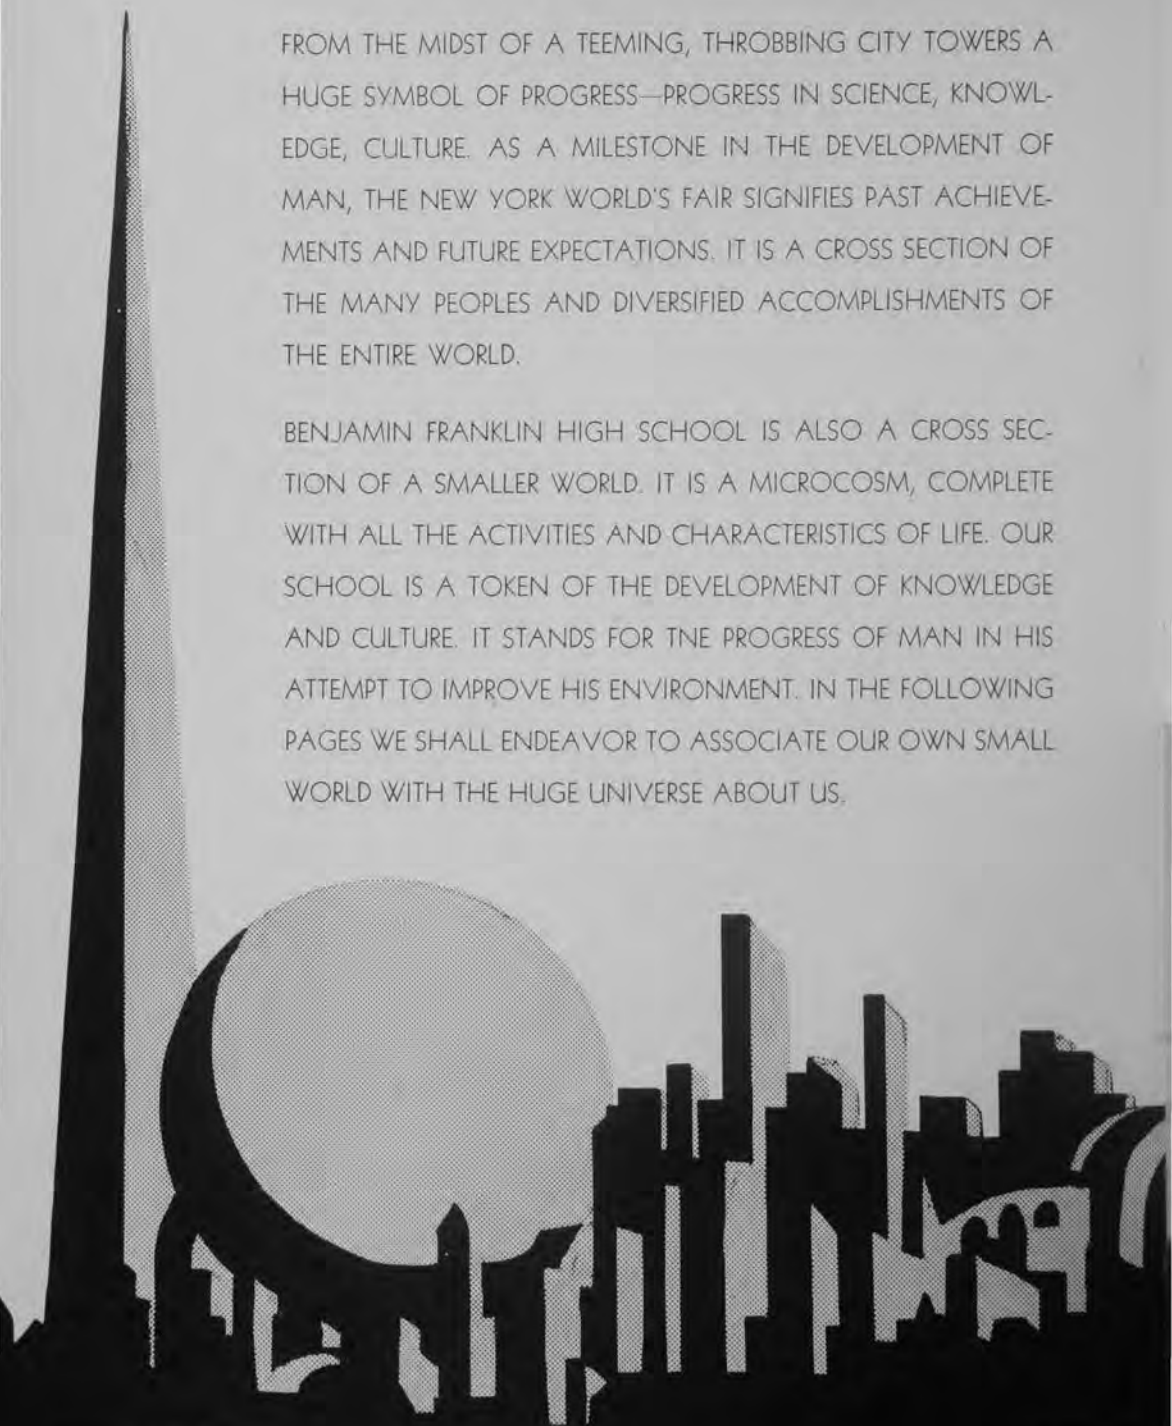 FROM THE MIDST OF A TEEMING, THROBBING CITY TOWERS A
HUGE SYMBOL OF PROGRESS—PROGRESS IN SCIENCE, KNOWL-
EDGE, CULTURE. AS A MILESTONE IN THE DEVELOPMENT OF
MAN, THE NEW YORK WORLD'S FAIR SIGNIFIES PAST ACHIEVE-
MENTS AND FUTURE EXPECTATIONS. IT IS A CROSS SECTION OF
THE MANY PEOPLES AND DIVERSIFIED ACCOMPLISHMENTS OF
THE ENTIRE WORLD.
BENJAMIN FRANKLIN HIGH SCHOOL IS ALSO A CROSS SEC-
TION OF A SMALLER WORLD. IT IS A MICROCOSM, COMPLETE
WITH ALL THE ACTIVITIES AND CHARACTERISTICS OF LIFE. OUR
SCHOOL IS A TOKEN OF THE DEVELOPMENT OF KNOWLEDGE
AND CULTURE. IT STANDS FOR TNE PROGRESS OF MAN IN HIS
ATTEMPT TO IMPROVE HIS ENVIRONMENT. IN THE FOLLOWING
PAGES WE SHALL ENDEAVOR TO ASSOCIATE OUR OWN SMALL
WORLD WITH THE HUGE UNIVERSE ABOUT US.